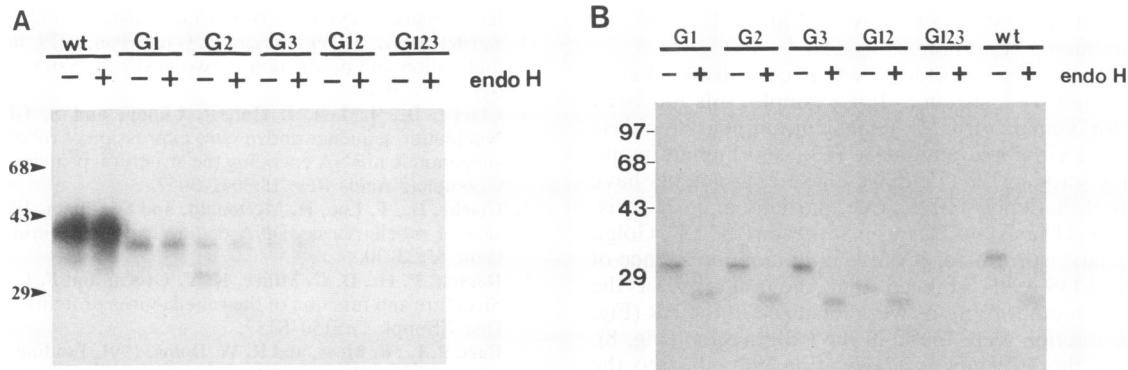 A
wt G1 G2 G3 G12 G123
− + − + − + − + − + − + endo H
68
43
29
B
G1 G2 G3 G12 G123 wt
− + − + − + − + − + − + endo H
97-
68-
43-
29